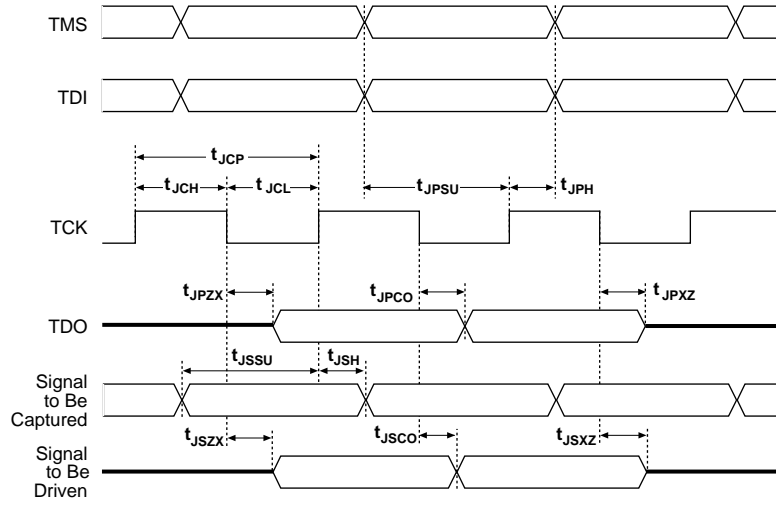 TMS
TDI
tJCP
tJCH
tJCL
tJPSU
tJPH
TCK
tJPZX
tJPCO
tJPXZ
TDO
tJSSU
tJSH
Signal
to Be
Captured
tJSZX
tJSCO
tJSXZ
Signal
to Be
Driven